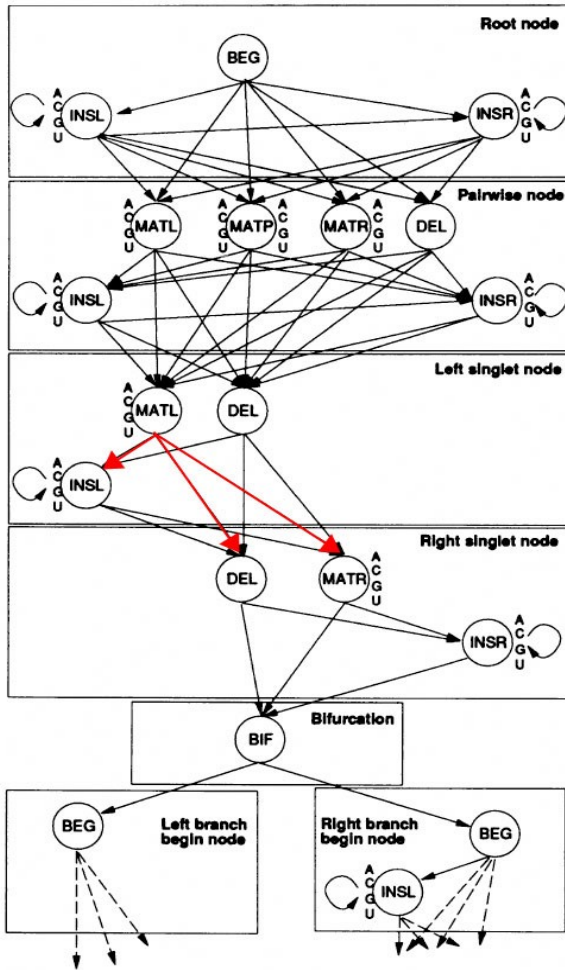 Root node
BEG
A C G U INSL
INSR A C G U
Pairwise node
A C G U MATL
A C G U MATP A C G U
MATR A C G U
DEL
A C G U INSL
INSR A C G U
Left singlet node
A C G U MATL
DEL
A C G U INSL
Right singlet node
DEL
MATR A C G U
INSR A C G U
Bifurcation
BIF
BEG
Left branch
begin node
Right branch
begin node
BEG
A C G U INSL